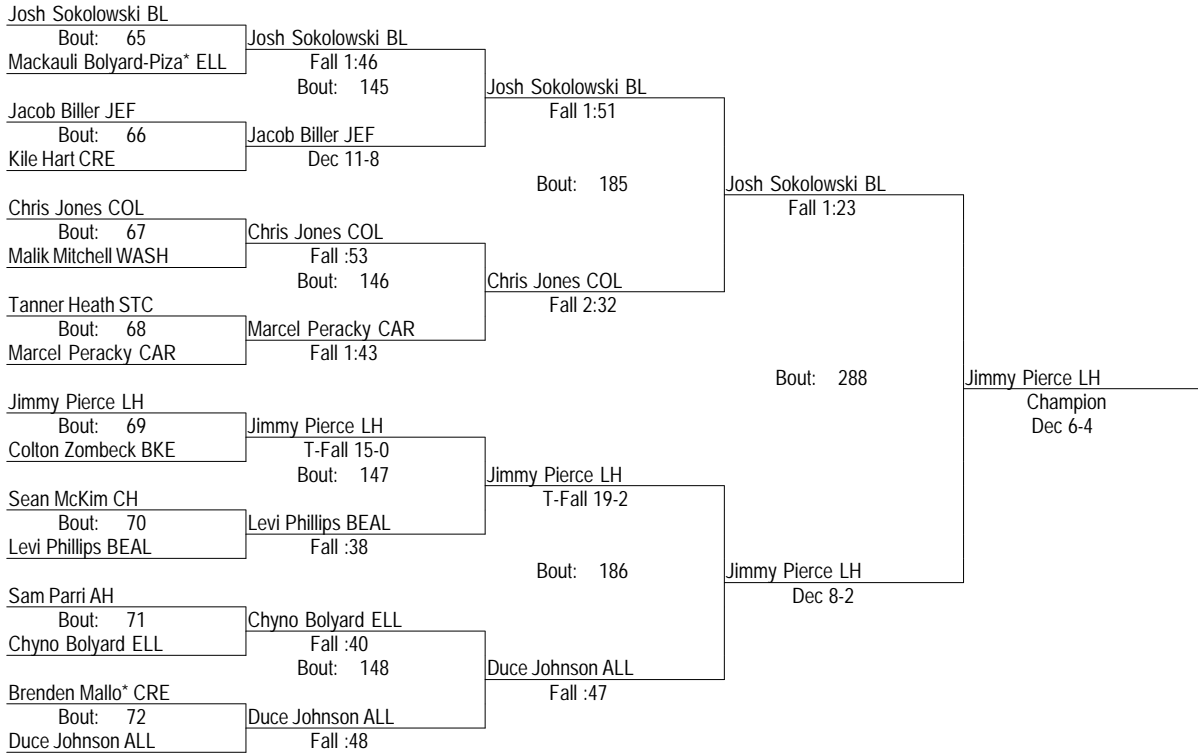 Josh Sokolowski BL
Bout: 65
Mackauli Bolyard-Piza* ELL
Jacob Biller JEF
Bout: 66
Kile Hart CRE
Chris Jones COL
Bout: 67
Malik Mitchell WASH
Tanner Heath STC
Bout: 68
Marcel Peracky CAR
Jimmy Pierce LH
Bout: 69
Colton Zombeck BKE
Sean McKim CH
Bout: 70
Levi Phillips BEAL
Sam Parri AH
Bout: 71
Chyno Bolyard ELL
Brenden Mallo* CRE
Bout: 72
Duce Johnson ALL
Josh Sokolowski BL
Fall 1:46
Bout: 145
Jacob Biller JEF
Dec 11-8
Chris Jones COL
Fall :53
Bout: 146
Marcel Peracky CAR
Fall 1:43
Jimmy Pierce LH
T-Fall 15-0
Bout: 147
Levi Phillips BEAL
Fall :38
Chyno Bolyard ELL
Fall :40
Bout: 148
Duce Johnson ALL
Fall :48
Josh Sokolowski BL
Fall 1:51
Bout: 185
Chris Jones COL
Fall 2:32
Jimmy Pierce LH
T-Fall 19-2
Bout: 186
Duce Johnson ALL
Fall :47
Josh Sokolowski BL
Fall 1:23
Bout: 288
Jimmy Pierce LH
Dec 8-2
Jimmy Pierce LH
Champion
Dec 6-4